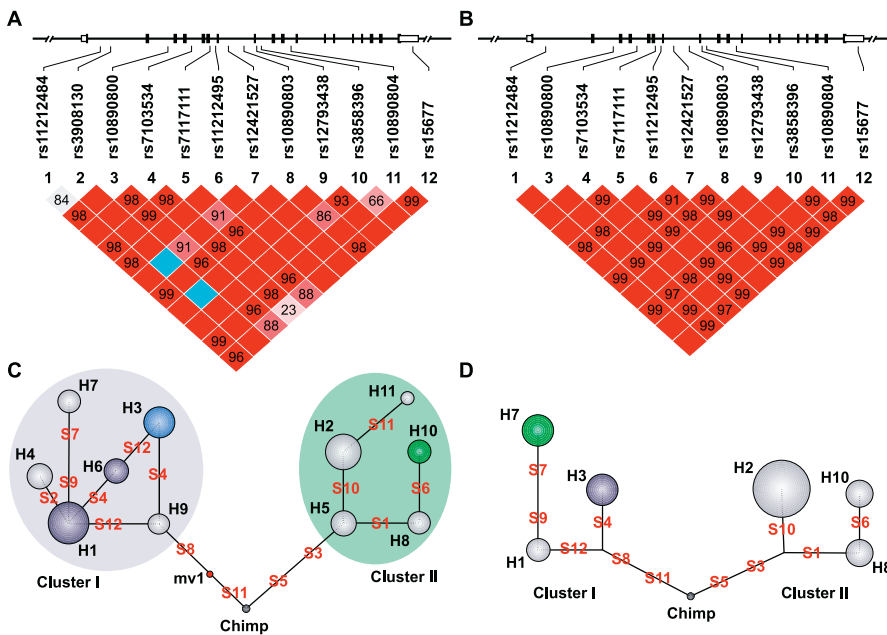 A
rs11212484
rs3908130
rs10890800
rs7103534
rs7117111
rs11212495
rs12421527
rs10890803
rs12793438
rs3858396
rs10890804
rs15677
1 2 3 4 5 6 7 8 9 10 11 12
84 98 98 93 66 99
98 99 91 86
96
98 91 98 98
98 96
96
99 98 88
96 23
88
99
96
B
rs11212484
rs10890800
rs7103534
rs7117111
rs11212495
rs12421527
rs10890803
rs12793438
rs3858396
rs10890804
rs15677
1 3 4 5 6 7 8 9 10 11 12
98 91 99 99
99 99 98
99 99
98 98 96 98
99 99 99
98 99
99 97 99
99 97
99
C
H7
H3
H4
H6
H1
H9
S7
S12
S9
S4
S4
S2
S12
S8
Cluster I
mv1
S11
Chimp
S5
S3
H11
S11
H2
H10
S10
S6
H5
S1
H8
Cluster II
D
H7
S7
H3
S9
S4
H1
S12
S8
S11
Cluster I
Chimp
S5
S3
H2
H10
S10
S6
S1
H8
Cluster II